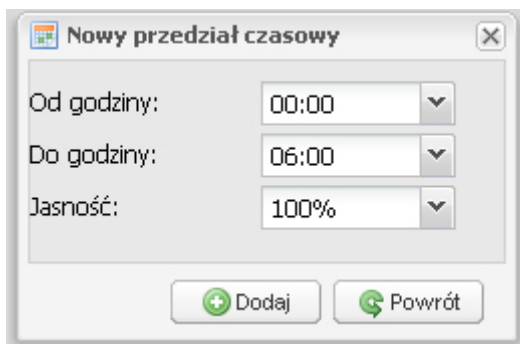 Nowy przedział czasowy
Od godziny: 00:00
Do godziny: 06:00
Jasność: 100%
Dodaj Powrót